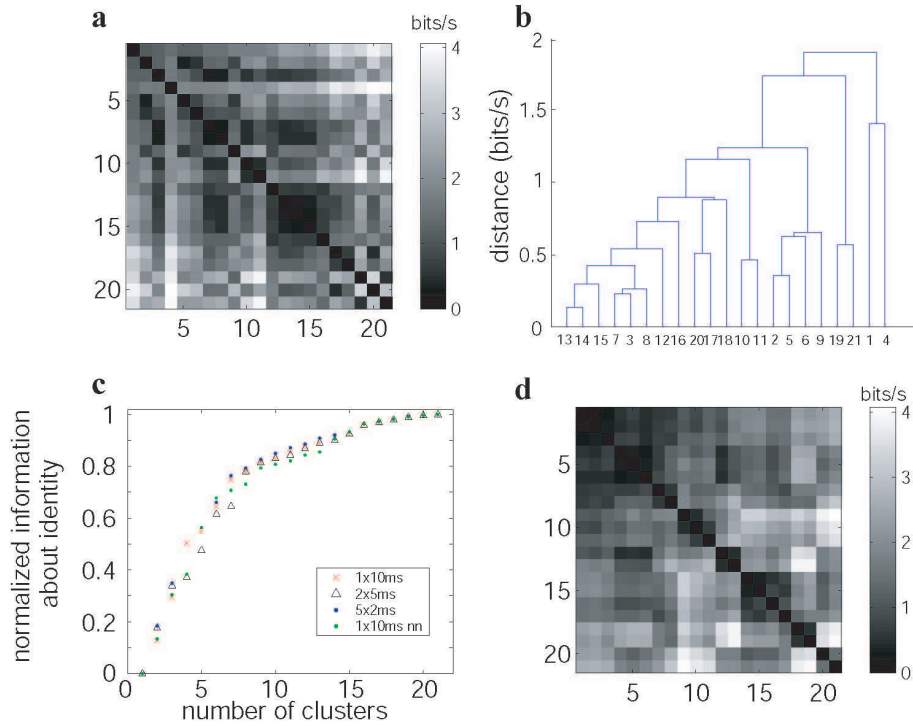 a
bits/s
5
10
15
20
5 10 15 20
4
3
2
1
0
b
distance (bits/s)
2
1.5
1
0.5
0
13 14 15 7 3 8 12 16 20 17 18 10 11 2 5 6 9 19 21 1 4
c
normalized information
about identity
1
0.8
0.6
0.4
0.2
0
0 5 10 15 20
number of clusters
1x10ms
2x5ms
5x2ms
1x10ms nn
d
bits/s
5
10
15
20
5 10 15 20
4
3
2
1
0